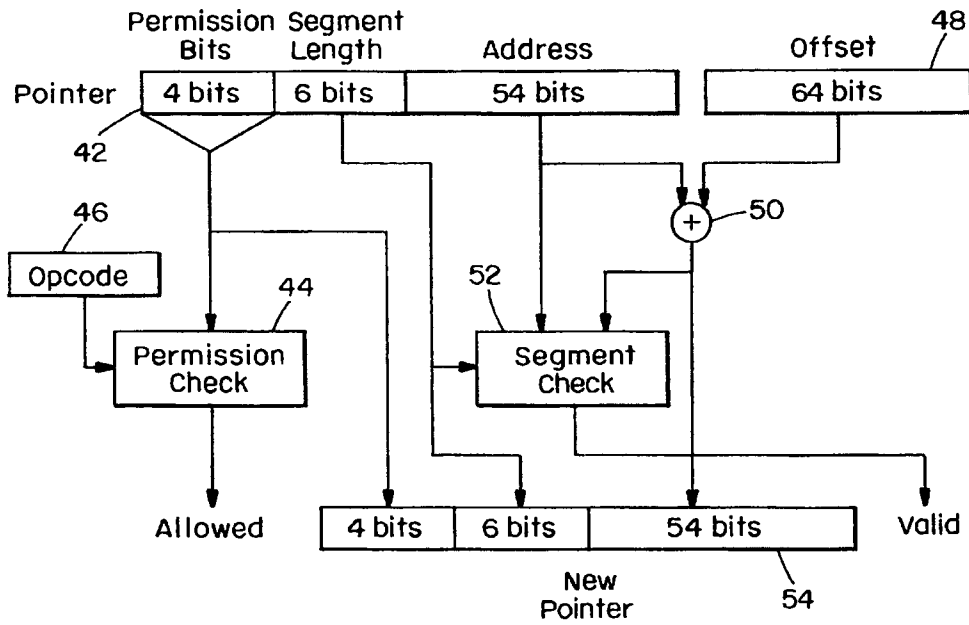 Permission Bits
Segment Length
Address
Offset
48
Pointer
4 bits
6 bits
54 bits
64 bits
42
46
+
50
Opcode
44
52
Permission Check
Segment Check
Allowed
4 bits
6 bits
54 bits
Valid
New Pointer
54